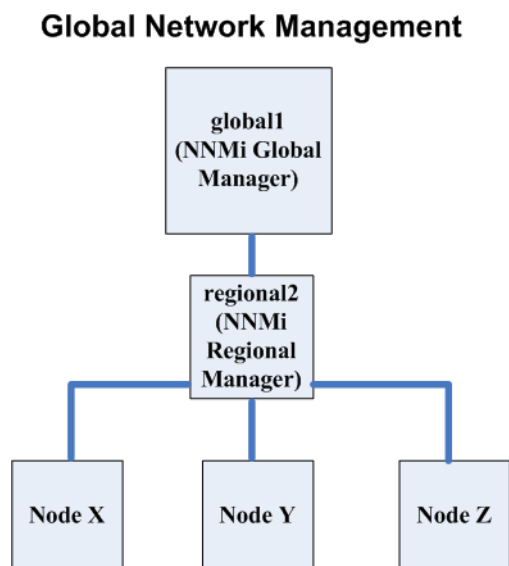 Global Network Management
global1
(NNMi Global
Manager)
regional2
(NNMi
Regional
Manager)
Node X
Node Y
Node Z